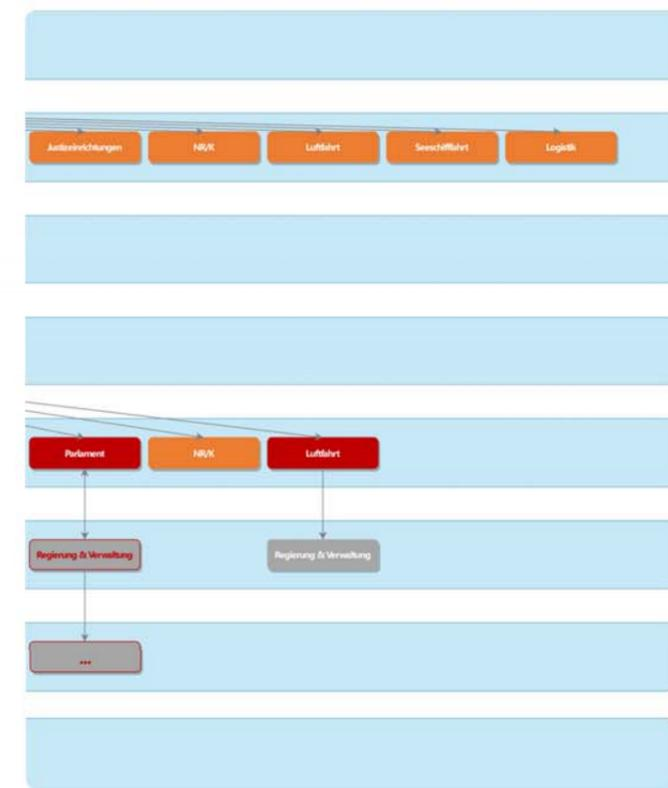 Justizeinrichtungen
NR/K
Luftfahrt
Seeschifffahrt
Logistik
Parlament
NR/K
Luftfahrt
Regierung & Verwaltung
Regierung & Verwaltung
...